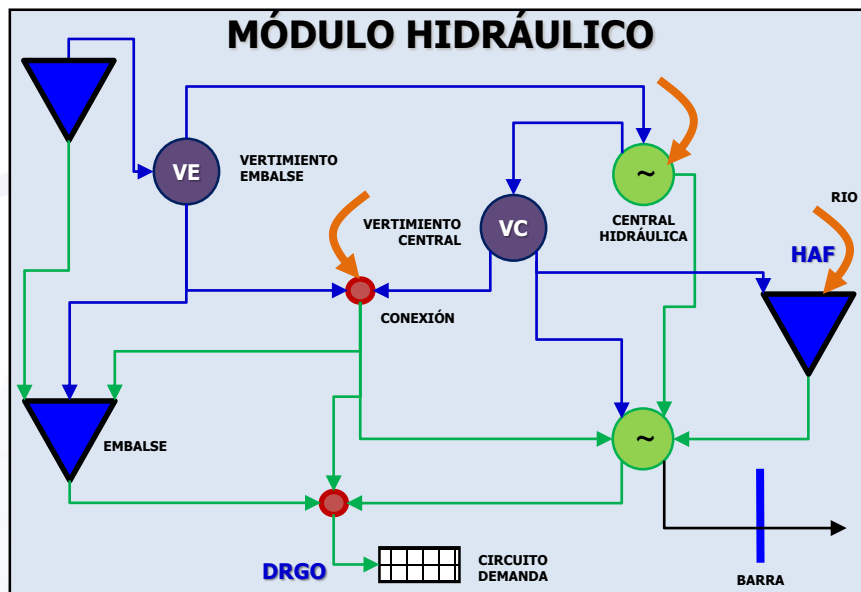 MÓDULO HIDRÁULICO
VE
VERTIMIENTO
EMBALSE
~
CENTRAL
HIDRÁULICA
RIO
VERTIMIENTO
CENTRAL
VC
HAF
CONEXIÓN
EMBALSE
~
DRGO
CIRCUITO
DEMANDA
BARRA